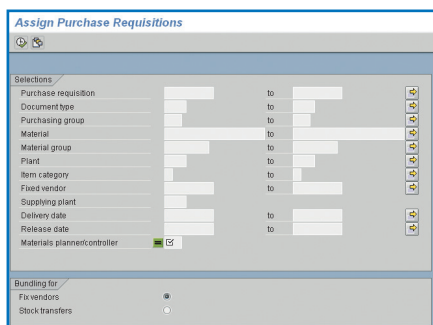 Assign Purchase Requisitions
Selections
Purchase requisition to
Document type to
Purchasing group to
Material to
Material group to
Plant to
Item category to
Fixed vendor to
Supplying plant
Delivery date to
Release date to
Materials planner/controller
Bundling for
Fix vendors
Stock transfers